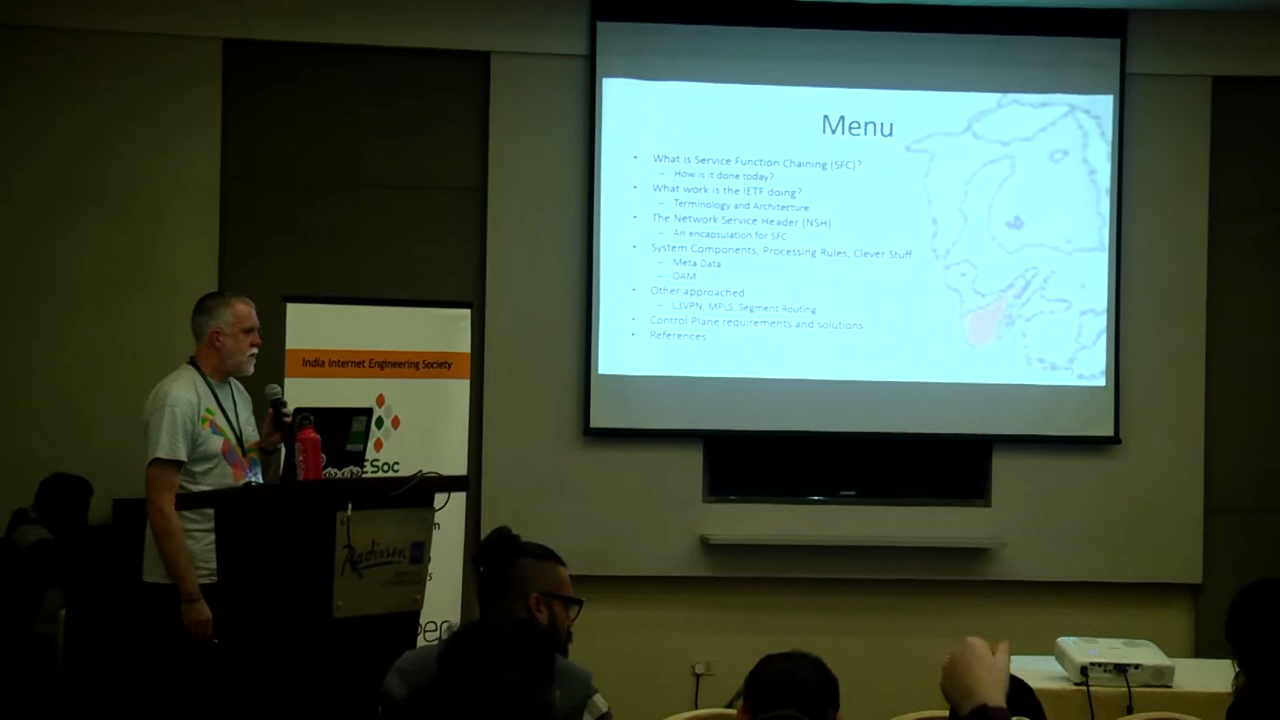 Menu
• What is Service Function Chaining (SFC)?
– How is it done today?
• What work is the IETF doing?
– Terminology and Architecture
• The Network Service Header (NSH)
– An encapsulation for SFC
• System Components, Processing Rules, Clever Stuff
– Meta Data
– OAM
• Other approached
– L3VPN, MPLS, Segment Routing
• Control Plane requirements and solutions
• References
India Internet Engineering Society
ESoc
Radisson